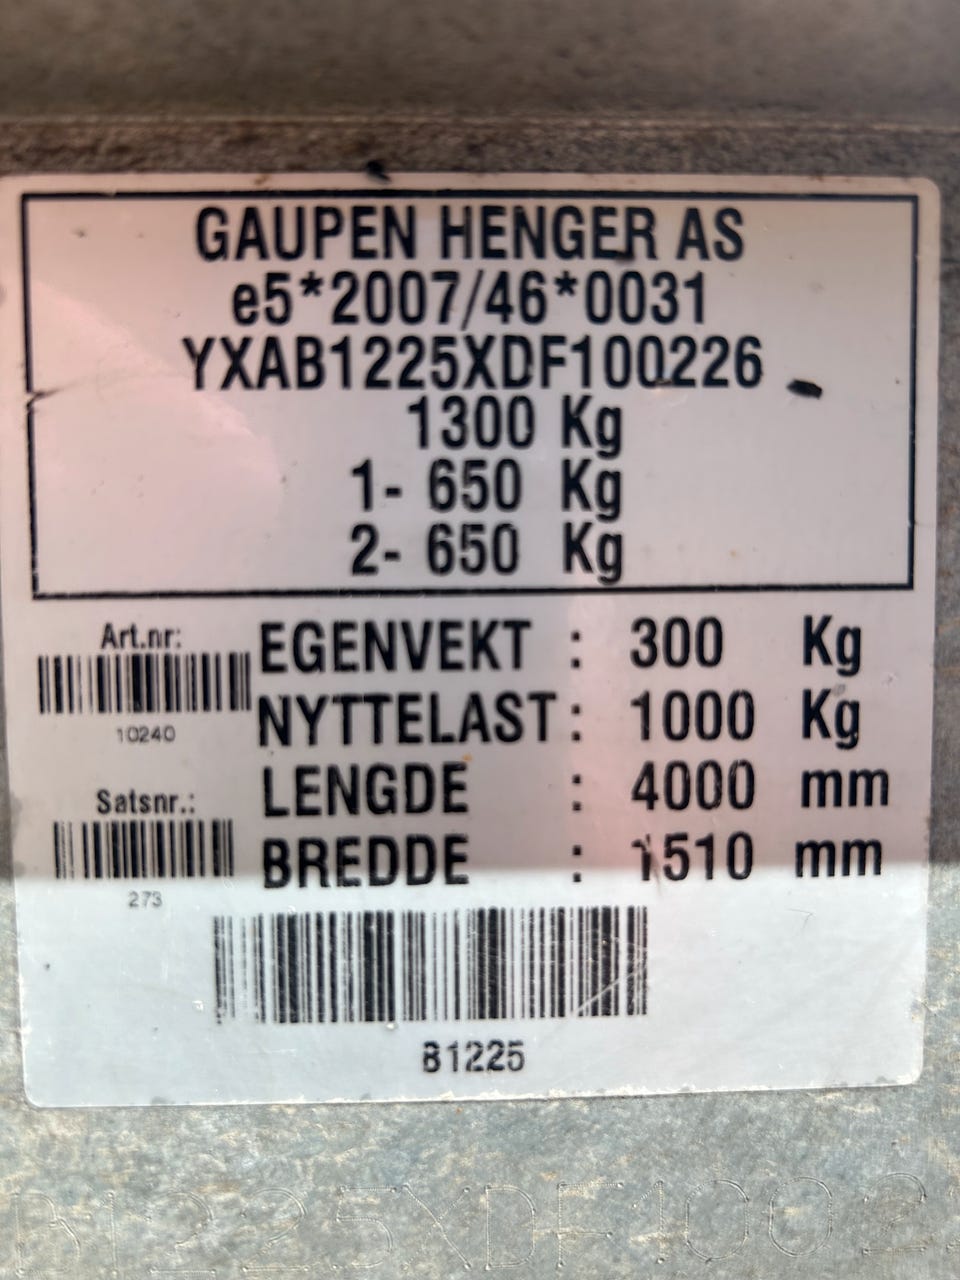 GAUPEN HENGER AS
e5*2007/46*0031
YXAB1225XDF100226
1300 Kg
1- 650 Kg
2- 650 Kg
Art.nr:
10240
EGENVEKT : 300 Kg
NYTTELAST : 1000 Kg
LENGDE : 4000 mm
BREDDE : 1510 mm
Satsnr.:
273
B1225
B1225XDF1002